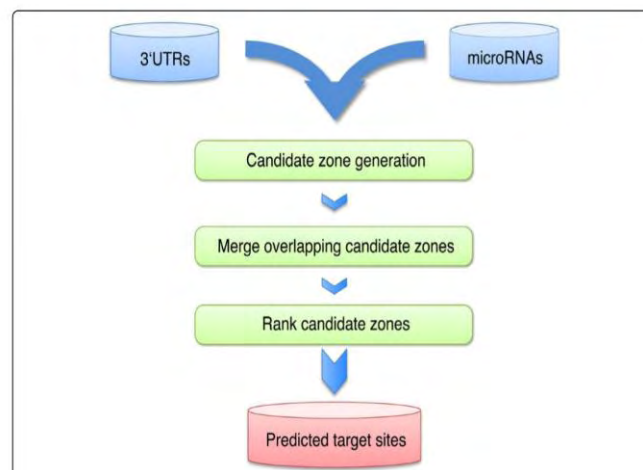 3‘UTRs
microRNAs
Candidate zone generation
Merge overlapping candidate zones
Rank candidate zones
Predicted target sites